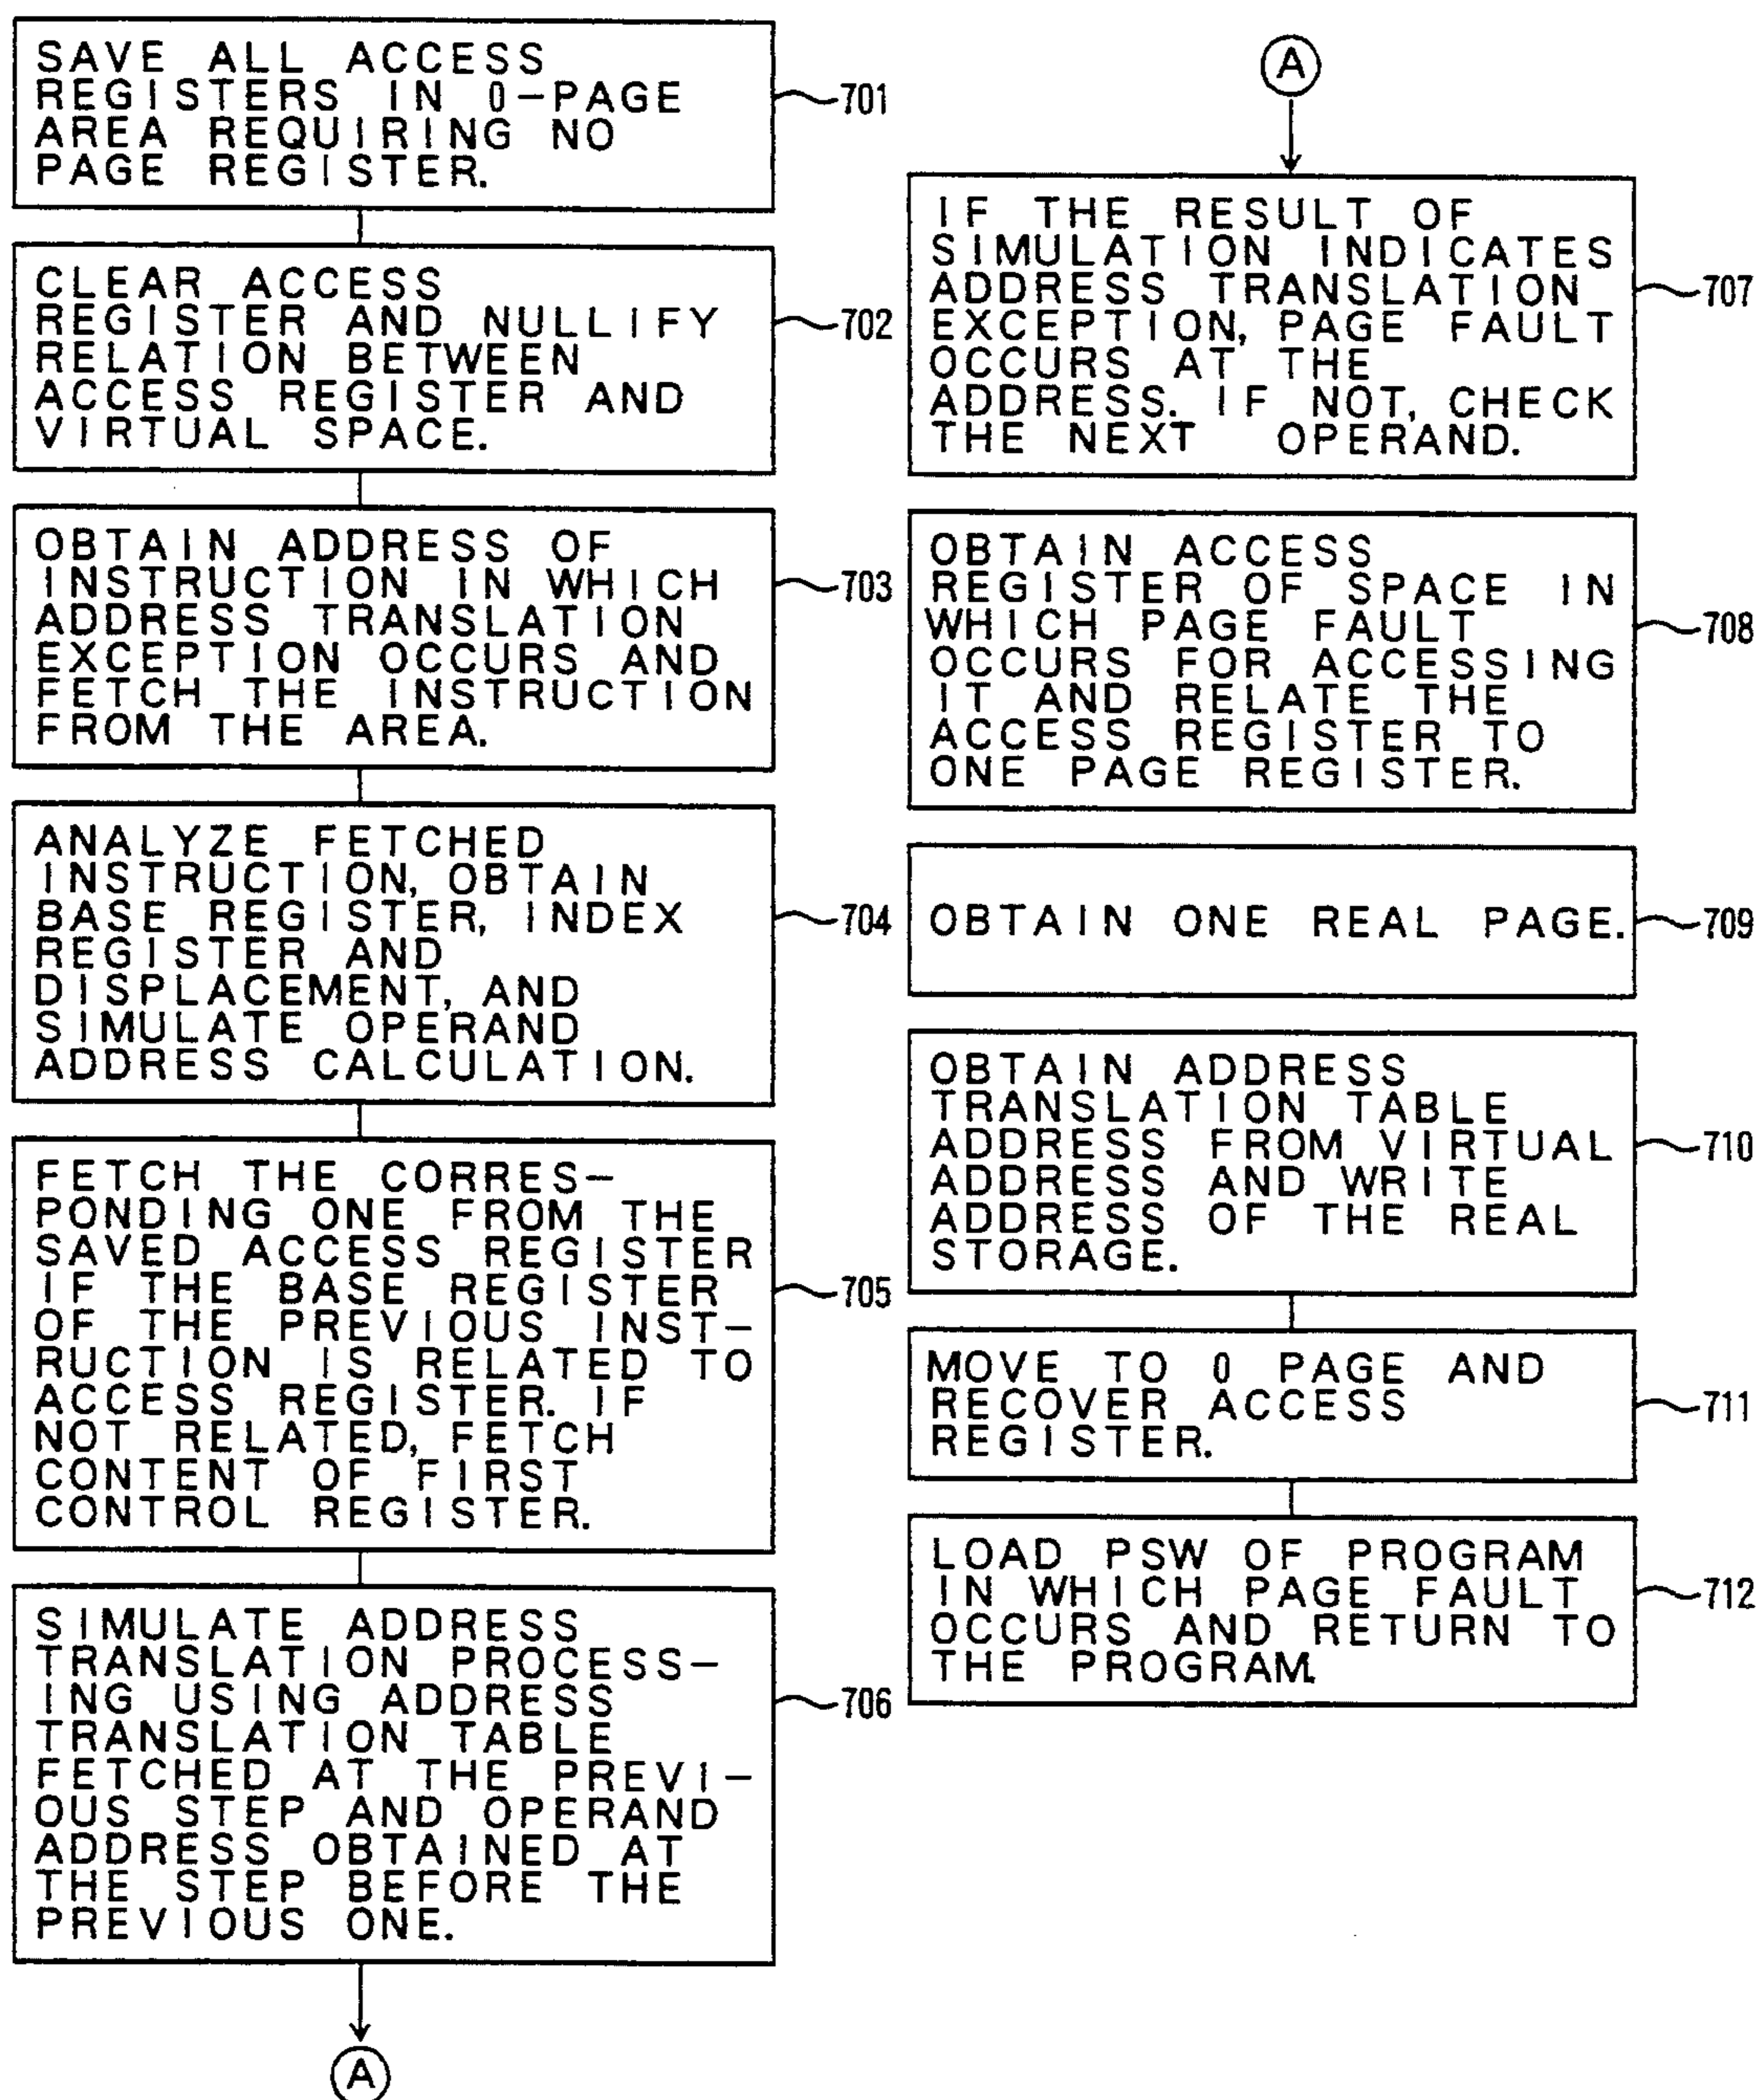 SAVE ALL ACCESS
REGISTERS IN 0-PAGE
AREA REQUIRING NO
PAGE REGISTER.
701
CLEAR ACCESS
REGISTER AND NULLIFY
RELATION BETWEEN
ACCESS REGISTER AND
VIRTUAL SPACE.
702
OBTAIN ADDRESS OF
INSTRUCTION IN WHICH
ADDRESS TRANSLATION
EXCEPTION OCCURS AND
FETCH THE INSTRUCTION
FROM THE AREA.
703
ANALYZE FETCHED
INSTRUCTION, OBTAIN
BASE REGISTER, INDEX
REGISTER AND
DISPLACEMENT, AND
SIMULATE OPERAND
ADDRESS CALCULATION.
704
FETCH THE CORRES-
PONDING ONE FROM THE
SAVED ACCESS REGISTER
IF THE BASE REGISTER
OF THE PREVIOUS INST-
RUCTION IS RELATED TO
ACCESS REGISTER. IF
NOT RELATED, FETCH
CONTENT OF FIRST
CONTROL REGISTER.
705
SIMULATE ADDRESS
TRANSLATION PROCESS-
ING USING ADDRESS
TRANSLATION TABLE
FETCHED AT THE PREVI-
OUS STEP AND OPERAND
ADDRESS OBTAINED AT
THE STEP BEFORE THE
PREVIOUS ONE.
706
A
A
IF THE RESULT OF
SIMULATION INDICATES
ADDRESS TRANSLATION
EXCEPTION, PAGE FAULT
OCCURS AT THE
ADDRESS. IF NOT, CHECK
THE NEXT OPERAND.
707
OBTAIN ACCESS
REGISTER OF SPACE IN
WHICH PAGE FAULT
OCCURS FOR ACCESSING
IT AND RELATE THE
ACCESS REGISTER TO
ONE PAGE REGISTER.
708
OBTAIN ONE REAL PAGE.
709
OBTAIN ADDRESS
TRANSLATION TABLE
ADDRESS FROM VIRTUAL
ADDRESS AND WRITE
ADDRESS OF THE REAL
STORAGE.
710
MOVE TO 0 PAGE AND
RECOVER ACCESS
REGISTER.
711
LOAD PSW OF PROGRAM
IN WHICH PAGE FAULT
OCCURS AND RETURN TO
THE PROGRAM.
712